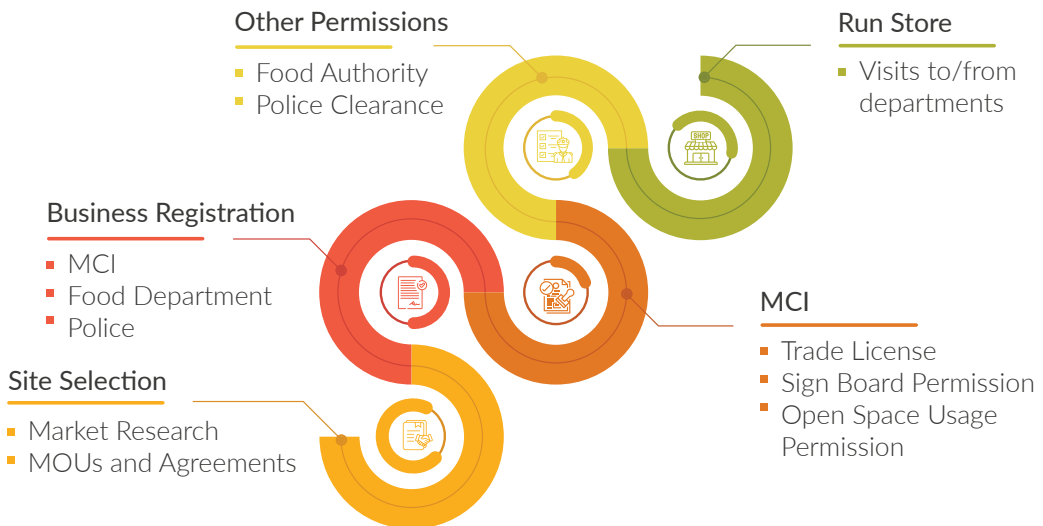 Other Permissions
Food Authority
Police Clearance
Run Store
Visits to/from
departments
SHOP
Business Registration
MCI
Food Department
Police
MCI
Trade License
Sign Board Permission
Open Space Usage
Permission
Site Selection
Market Research
MOUs and Agreements